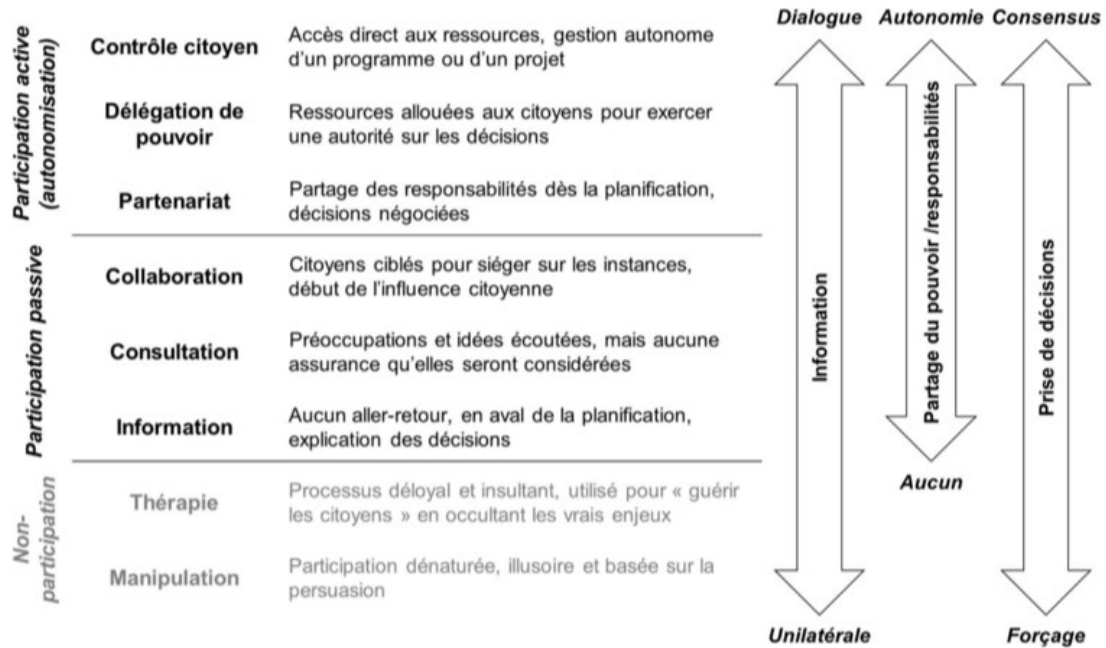 Dialogue Autonomie Consensus
Participation active
(autonomisation)
Contrôle citoyen
Accès direct aux ressources, gestion autonome
d'un programme ou d'un projet
Délégation de
pouvoir
Ressources allouées aux citoyens pour exercer
une autorité sur les décisions
Partenariat
Partage des responsabilités dès la planification,
décisions négociées
Participation passive
Collaboration
Citoyens ciblés pour siéger sur les instances,
début de l'influence citoyenne
Consultation
Préoccupations et idées écoutées, mais aucune
assurance qu'elles seront considérées
Information
Aucun aller-retour, en aval de la planification,
explication des décisions
Non-
participation
Thérapie
Processus déloyal et insultant, utilisé pour « guérir
les citoyens » en occultant les vrais enjeux
Manipulation
Participation dénaturée, illusoire et basée sur la
persuasion
Information
Partage du pouvoir /responsabilités
Prise de décisions
Aucun
Unilatérale
Forçage